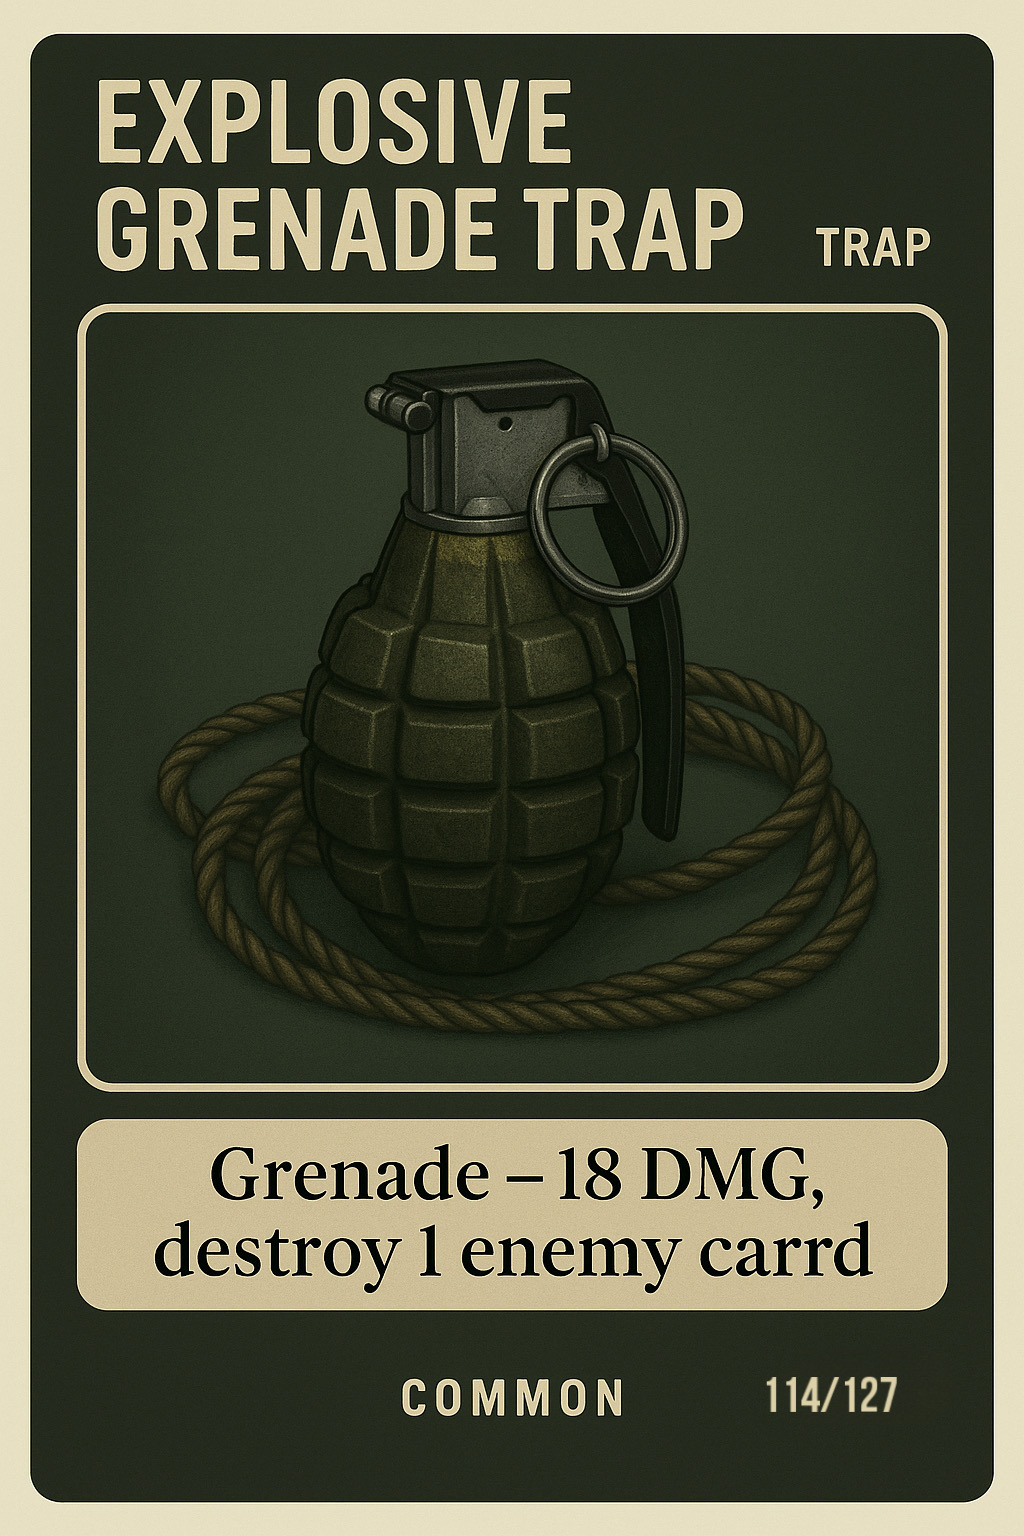 EXPLOSIVE
GRENADE TRAP
TRAP
Grenade – 18 DMG,
destroy 1 enemy carrd
COMMON
114/127